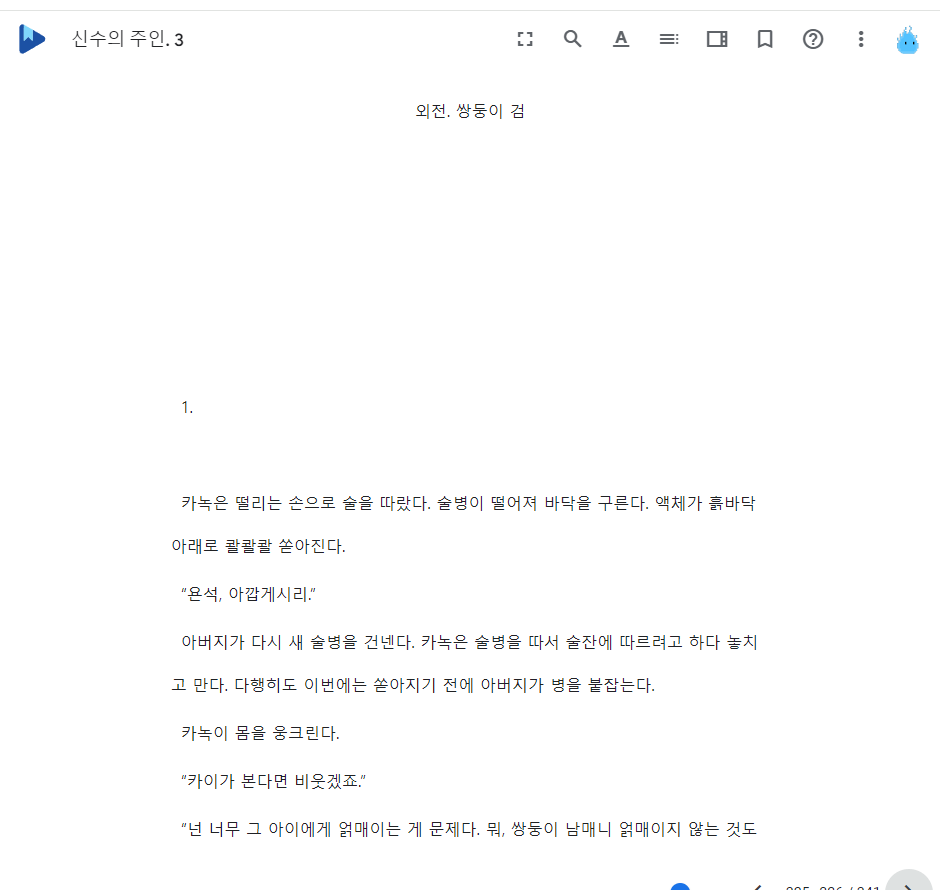 신수의 주인. 3
외전. 쌍둥이 검
1.
카녹은 떨리는 손으로 술을 따랐다. 술병이 떨어져 바닥을 구른다. 액체가 흙바닥
아래로 콸콸콸 쏟아진다.
“욘석, 아깝게시리.”
아버지가 다시 새 술병을 건넨다. 카녹은 술병을 따서 술잔에 따르려고 하다 놓치
고 만다. 다행히도 이번에는 쏟아지기 전에 아버지가 병을 붙잡는다.
카녹이 몸을 웅크린다.
“카이가 본다면 비웃겠죠.”
“넌 너무 그 아이에게 얽매이는 게 문제다. 뭐, 쌍둥이 남매니 얽매이지 않는 것도